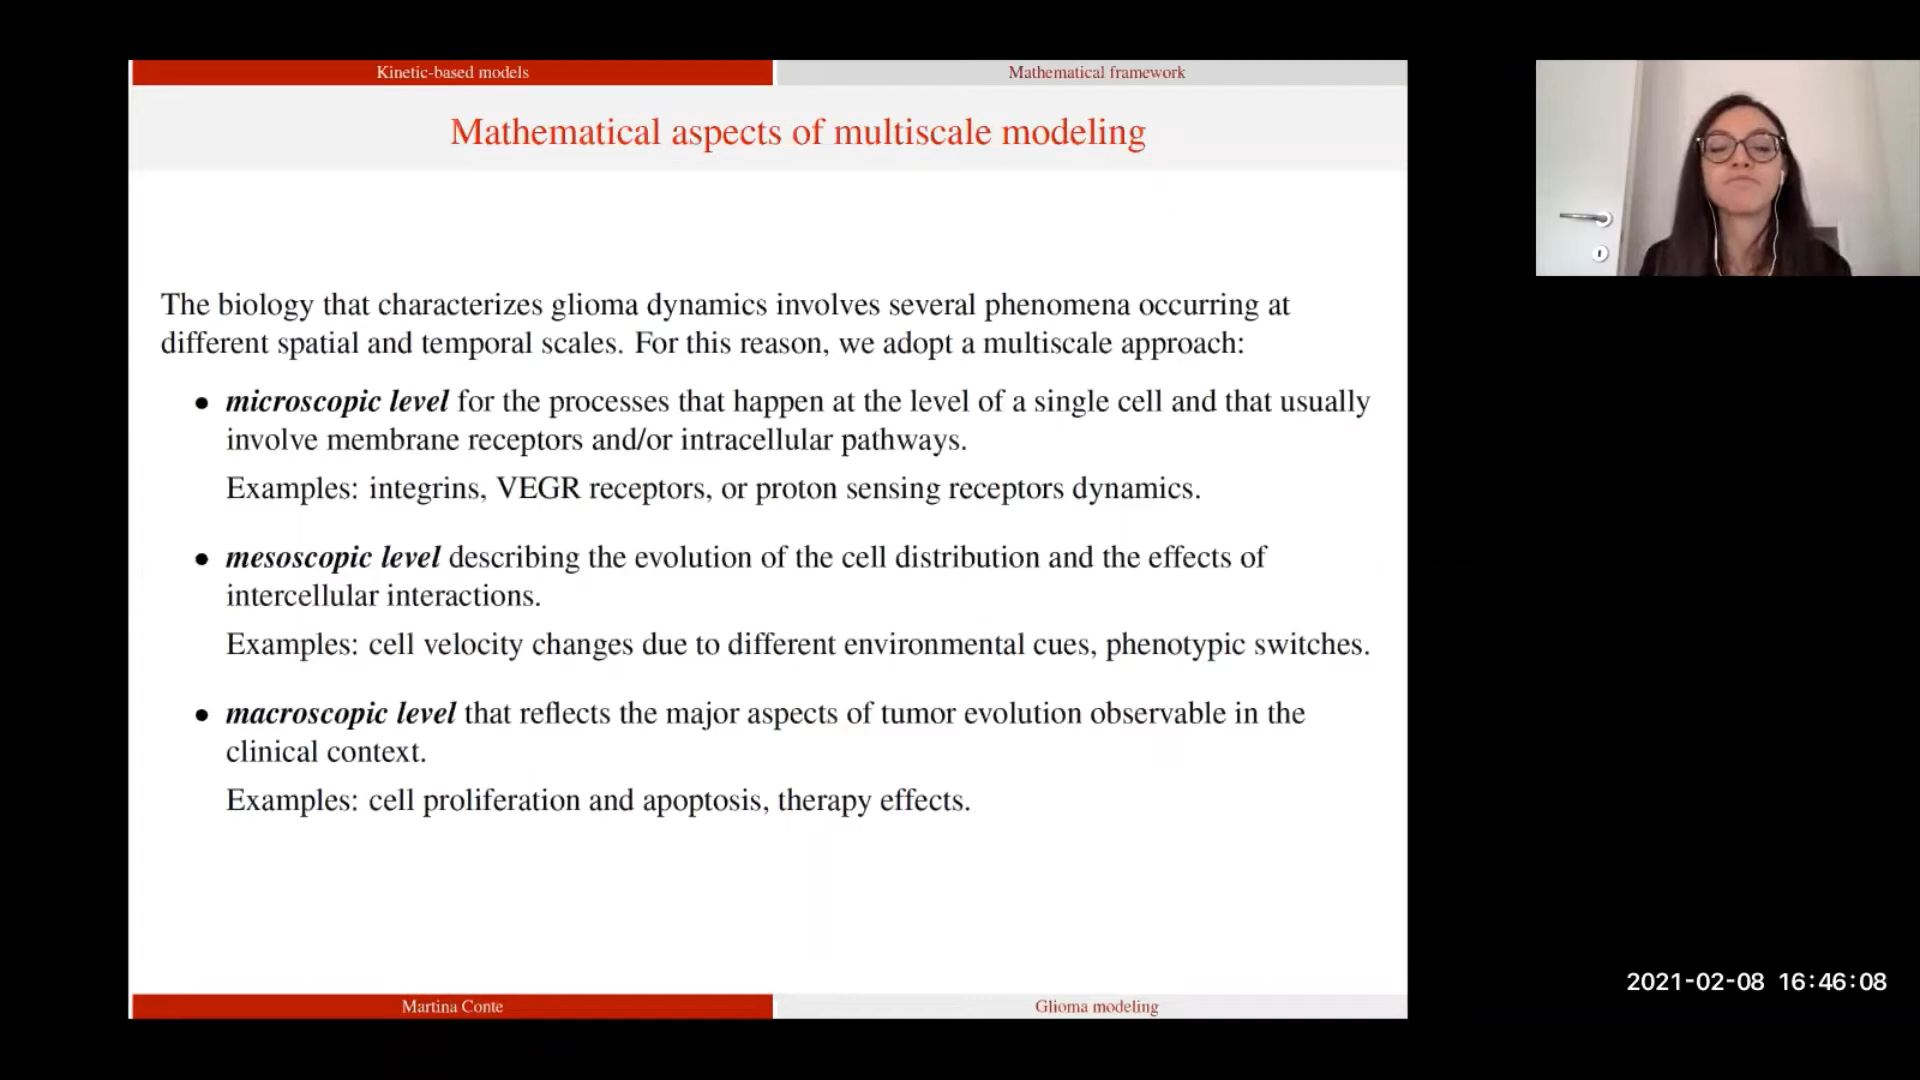 Kinetic-based models
Mathematical framework
Mathematical aspects of multiscale modeling
The biology that characterizes glioma dynamics involves several phenomena occurring at
different spatial and temporal scales. For this reason, we adopt a multiscale approach:
• microscopic level for the processes that happen at the level of a single cell and that usually
involve membrane receptors and/or intracellular pathways.
Examples: integrins, VEGR receptors, or proton sensing receptors dynamics.
• mesoscopic level describing the evolution of the cell distribution and the effects of
intercellular interactions.
Examples: cell velocity changes due to different environmental cues, phenotypic switches.
• macroscopic level that reflects the major aspects of tumor evolution observable in the
clinical context.
Examples: cell proliferation and apoptosis, therapy effects.
Martina Conte
Glioma modeling
2021-02-08 16:46:08